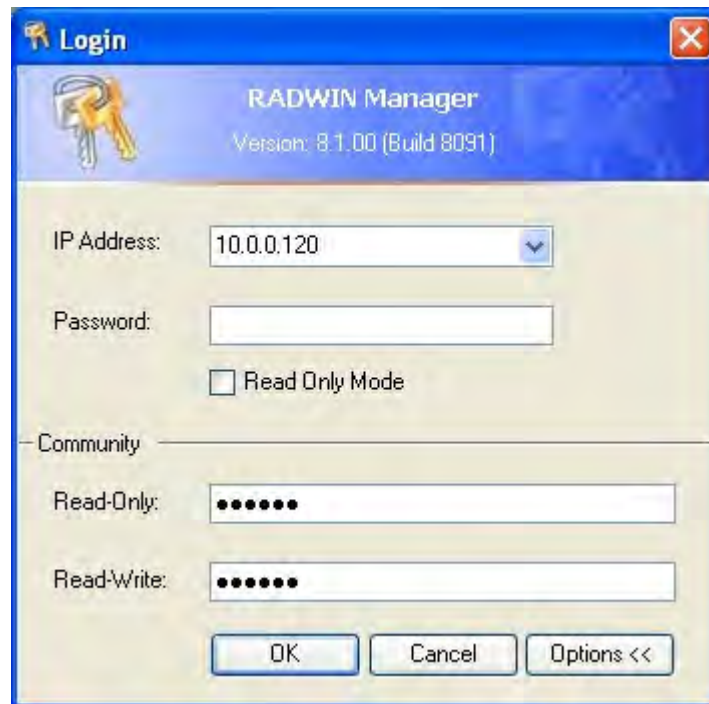 Login
RADWIN Manager
Version: 8.1.00 (Build 8091)
IP Address: 10.0.0.120
Password:
Read Only Mode
Community
Read-Only: ●●●●●●
Read-Write: ●●●●●●
OK Cancel Options <<